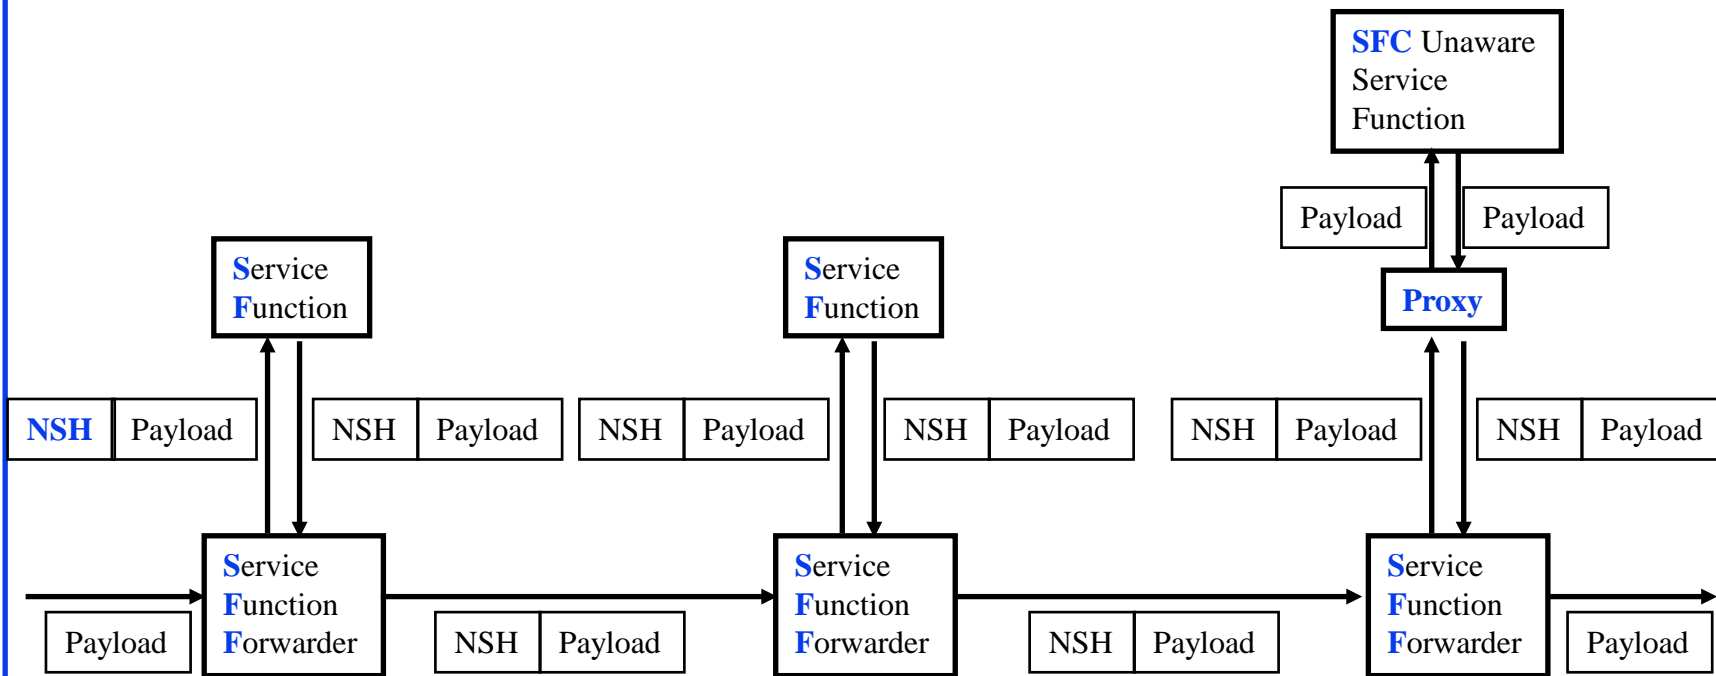 SFC Unaware
Service
Function
Payload
Payload
Service
Function
Service
Function
Proxy
NSH Payload
NSH Payload
NSH Payload
NSH Payload
NSH Payload
NSH Payload
Service
Function
Forwarder
Service
Function
Forwarder
Service
Function
Forwarder
Payload
NSH Payload
NSH Payload
Payload